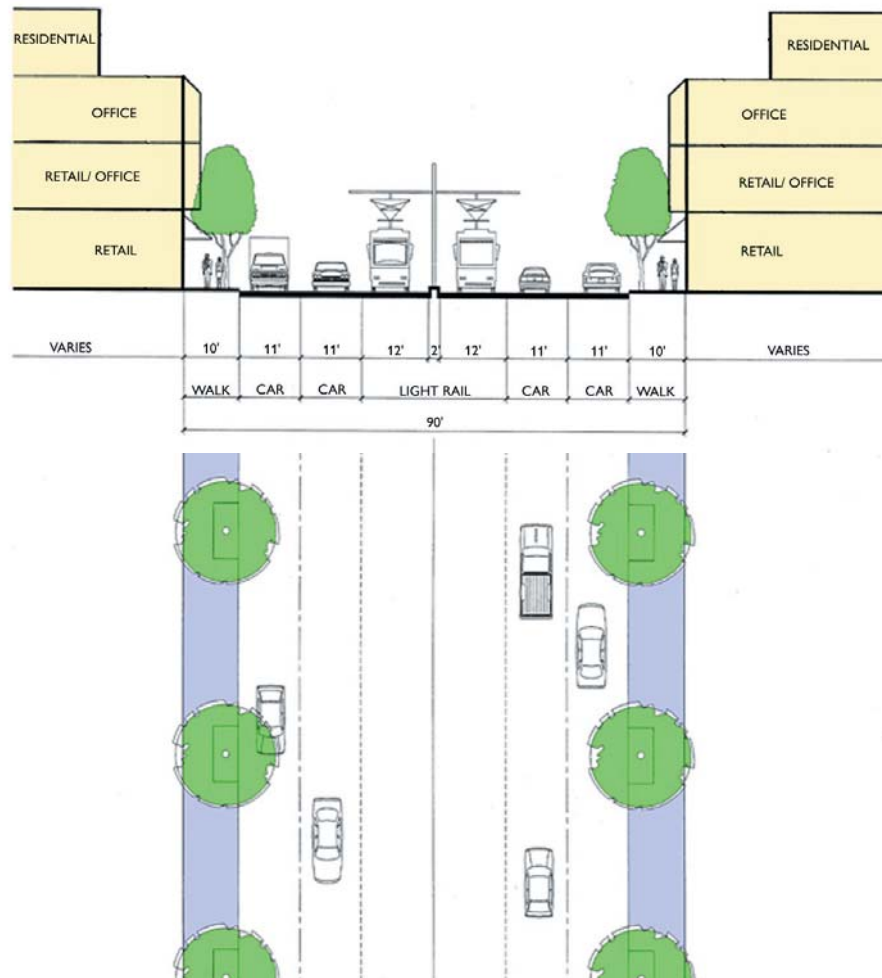 RESIDENTIAL
RESIDENTIAL
OFFICE
OFFICE
RETAIL/ OFFICE
RETAIL/ OFFICE
RETAIL
RETAIL
VARIES 10' 11' 11' 12' 2' 12' 11' 11' 10' VARIES
WALK CAR CAR LIGHT RAIL CAR CAR WALK
90'